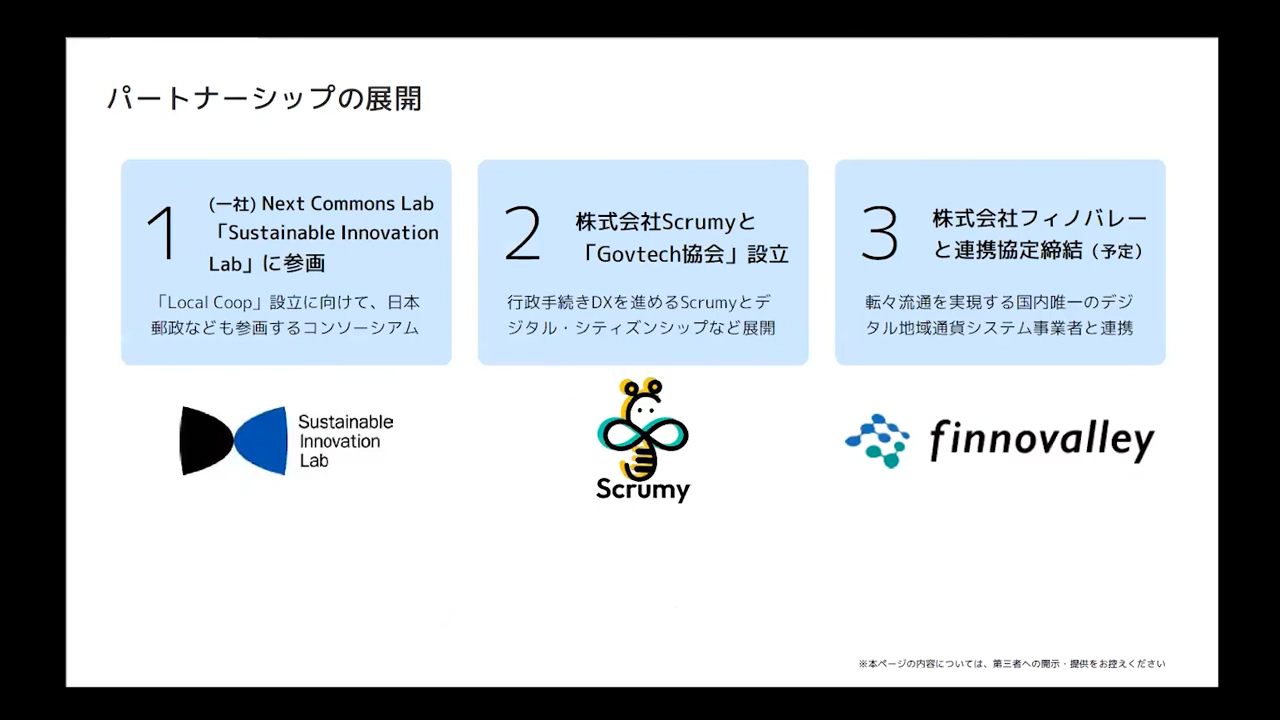 パートナーシップの展開
1
(一社) Next Commons Lab
「Sustainable Innovation
Lab」に参画
「Local Coop」設立に向けて、日本
郵政なども参画するコンソーシアム
2
株式会社Scrumyと
「Govtech協会」設立
行政手続きDXを進めるScrumyとデ
ジタル・シティズンシップなど展開
3
株式会社フィノバレー
と連携協定締結（予定）
転々流通を実現する国内唯一のデジ
タル地域通貨システム事業者と連携
Sustainable
Innovation
Lab
Scrumy
finnovalley
※本ページの内容については、第三者への開示・提供をお控えください